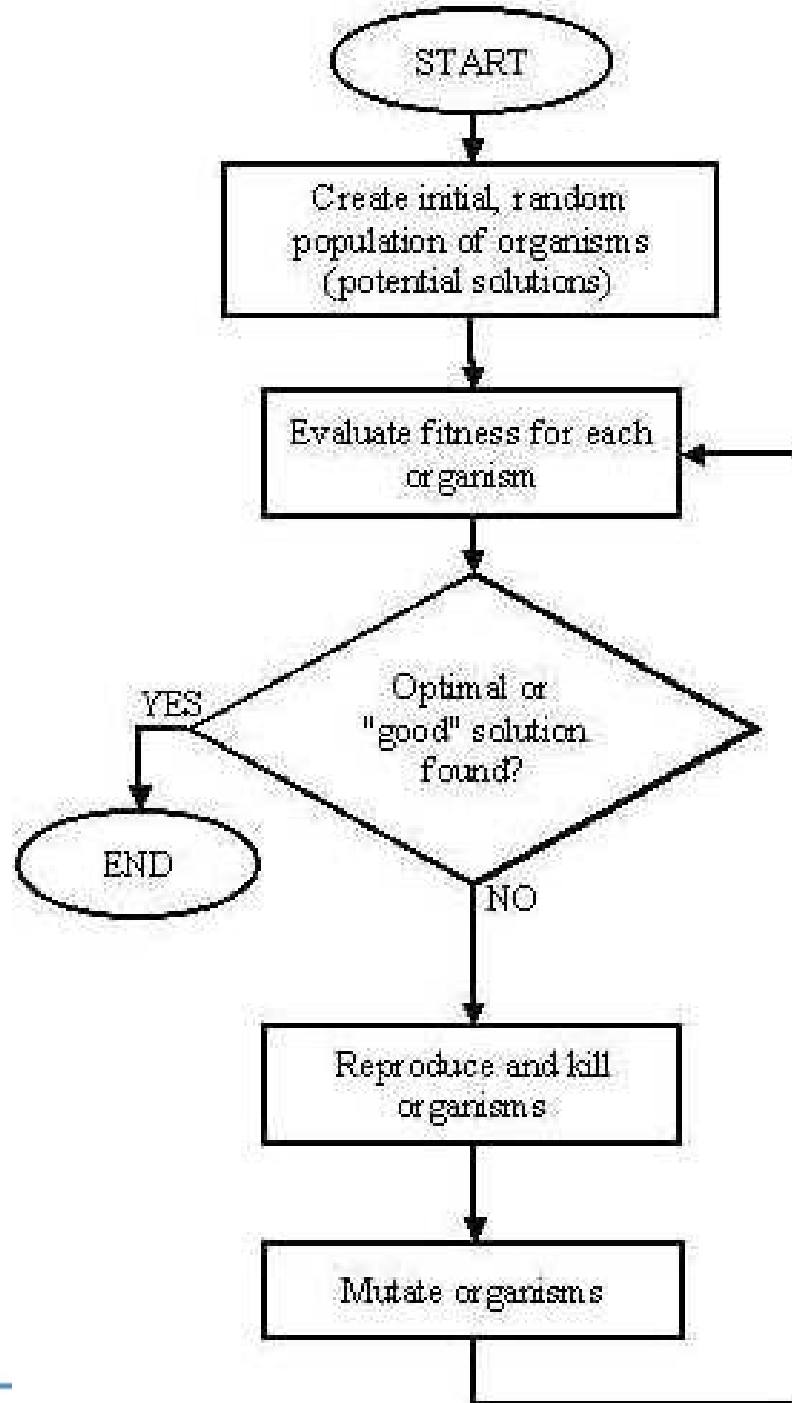 START
Create initial, random
population of organisms
(potential solutions)
Evaluate fitness for each
organism
Optimal or
"good" solution
found?
YES
END
NO
Reproduce and kill
organisms
Mutate organisms